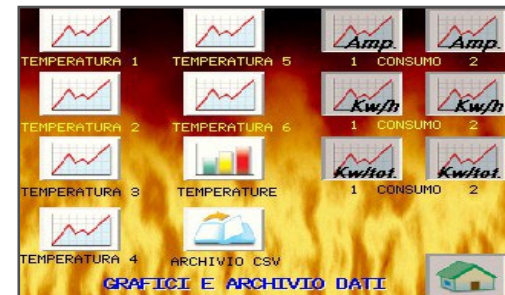 Amp. Amp.
TEMPERATURA 1 TEMPERATURA 5 1 CONSUMO 2
Kw/h Kw/h
TEMPERATURA 2 TEMPERATURA 6 1 CONSUMO 2
Kw/tot. Kw/tot.
TEMPERATURA 3 TEMPERATURE 1 CONSUMO 2
TEMPERATURA 4 ARCHIVIO CSV
GRAFICI E ARCHIVIO DATI